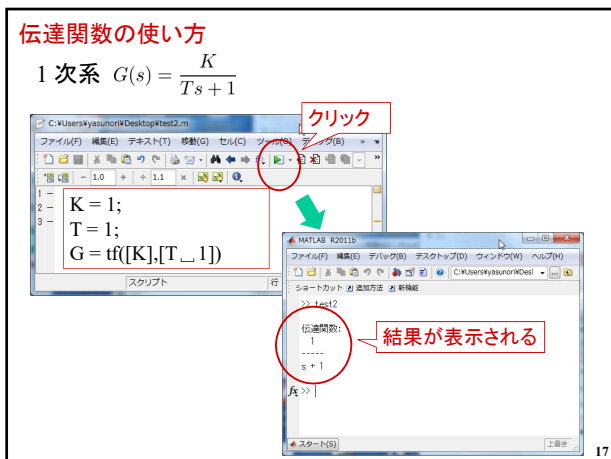 伝達関数の使い方
1 次系 G(s) = K / (Ts + 1)
クリック
C:¥Users¥yasunori¥Desktop¥test2.m
ファイル(F) 編集(E) テキスト(T) 移動(G) セル(C) ツール(O) デバッグ(B) »
- 1.0 + ÷ 1.1 ×
1 - K = 1;
2 - T = 1;
3 - G = tf([K],[T␣1])
スクリプト 行
MATLAB R2011b
ファイル(F) 編集(E) デバッグ(B) デスクトップ(D) ウィンドウ(W) ヘルプ(H)
C:¥Users¥yasunori¥Desl
ショートカット 追加方法 新機能
>> test2
伝達関数:
1
-----
s + 1
結果が表示される
fx >>
スタート(S) 上書き
17